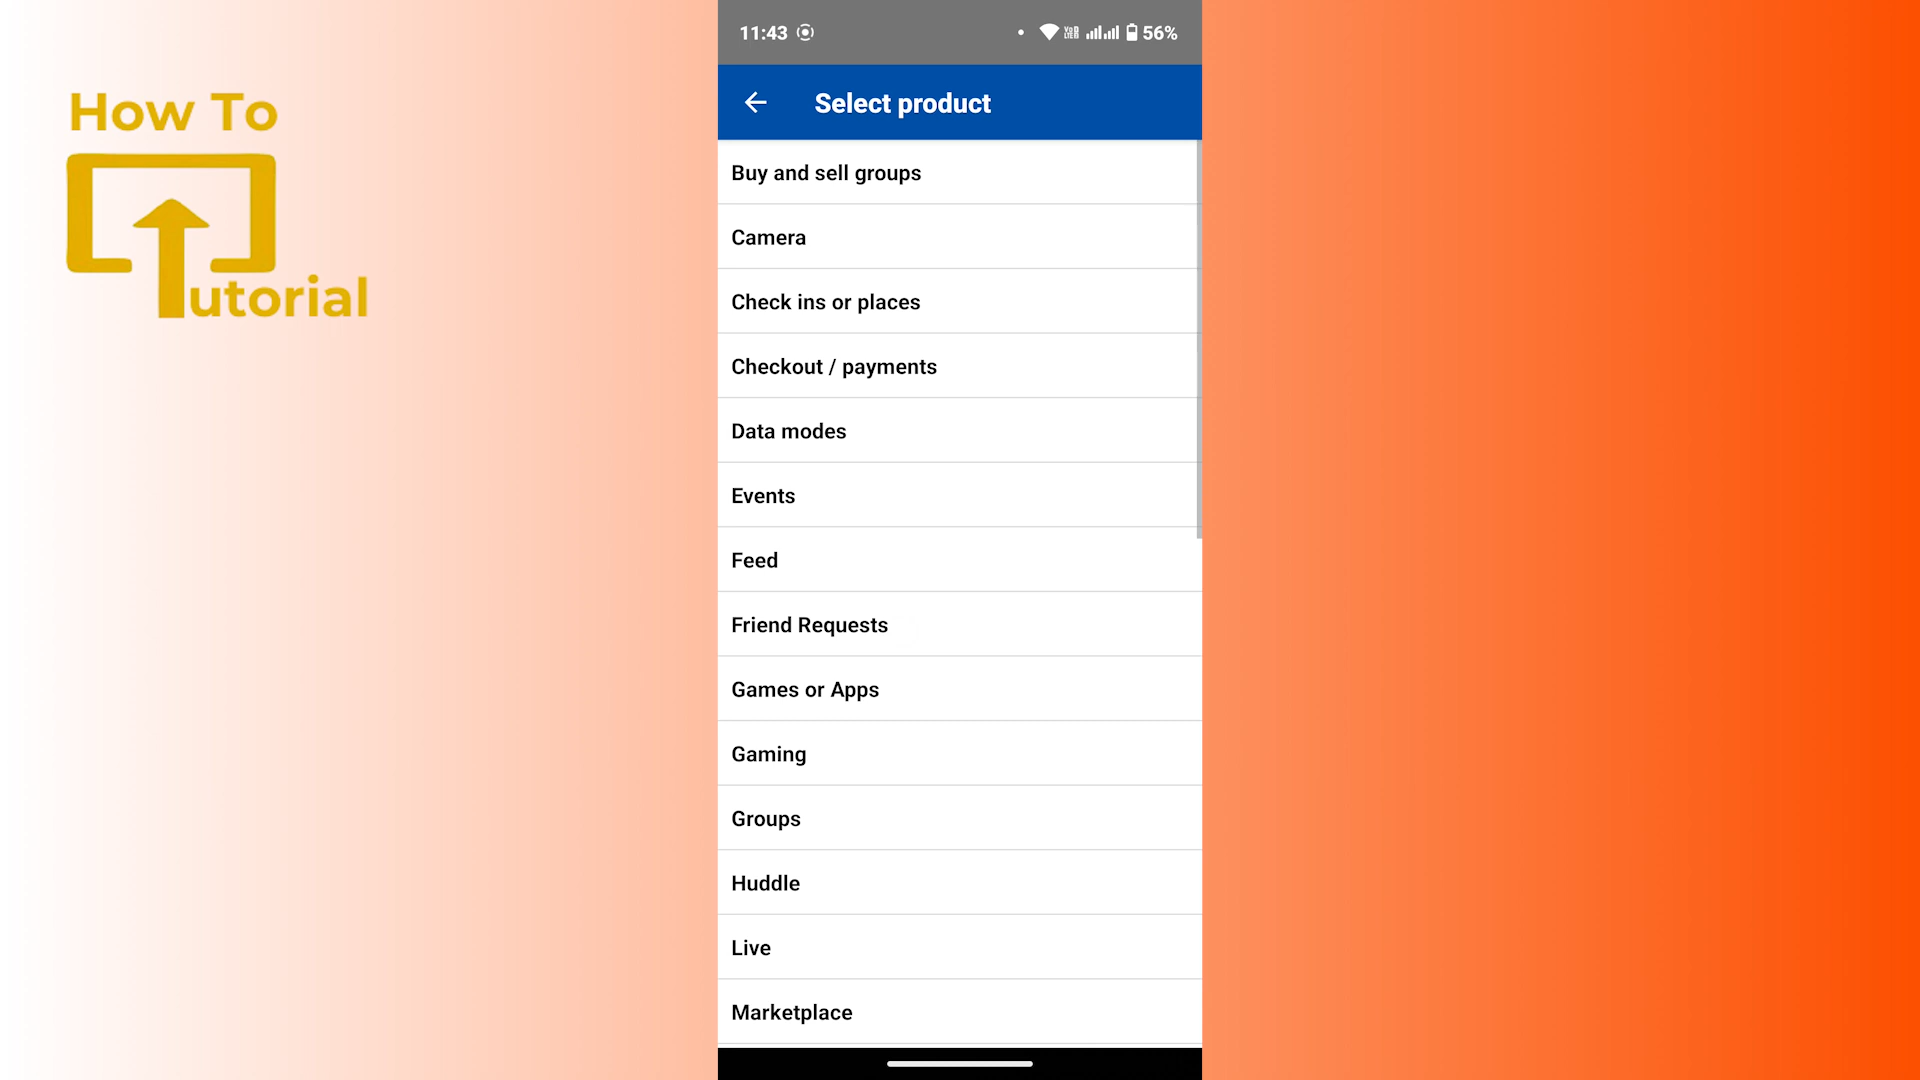 How To
Tutorial
11:43
56%
Select product
Buy and sell groups
Camera
Check ins or places
Checkout / payments
Data modes
Events
Feed
Friend Requests
Games or Apps
Gaming
Groups
Huddle
Live
Marketplace